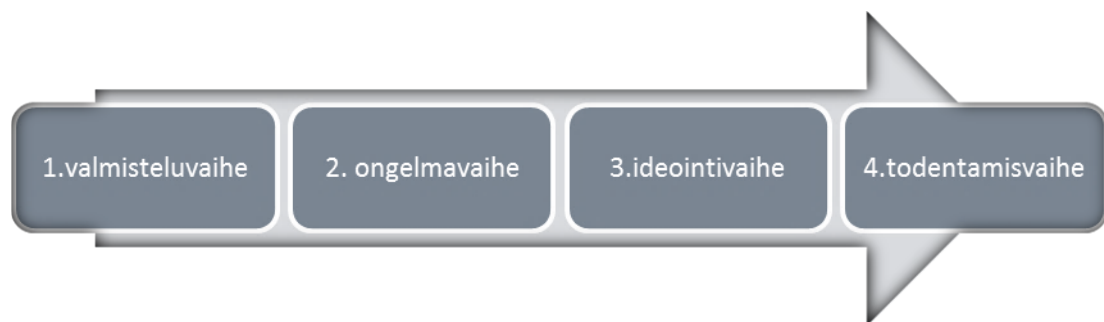 1.valmisteluvaihe
2. ongelmavaihe
3.ideointivaihe
4.todentamisvaihe